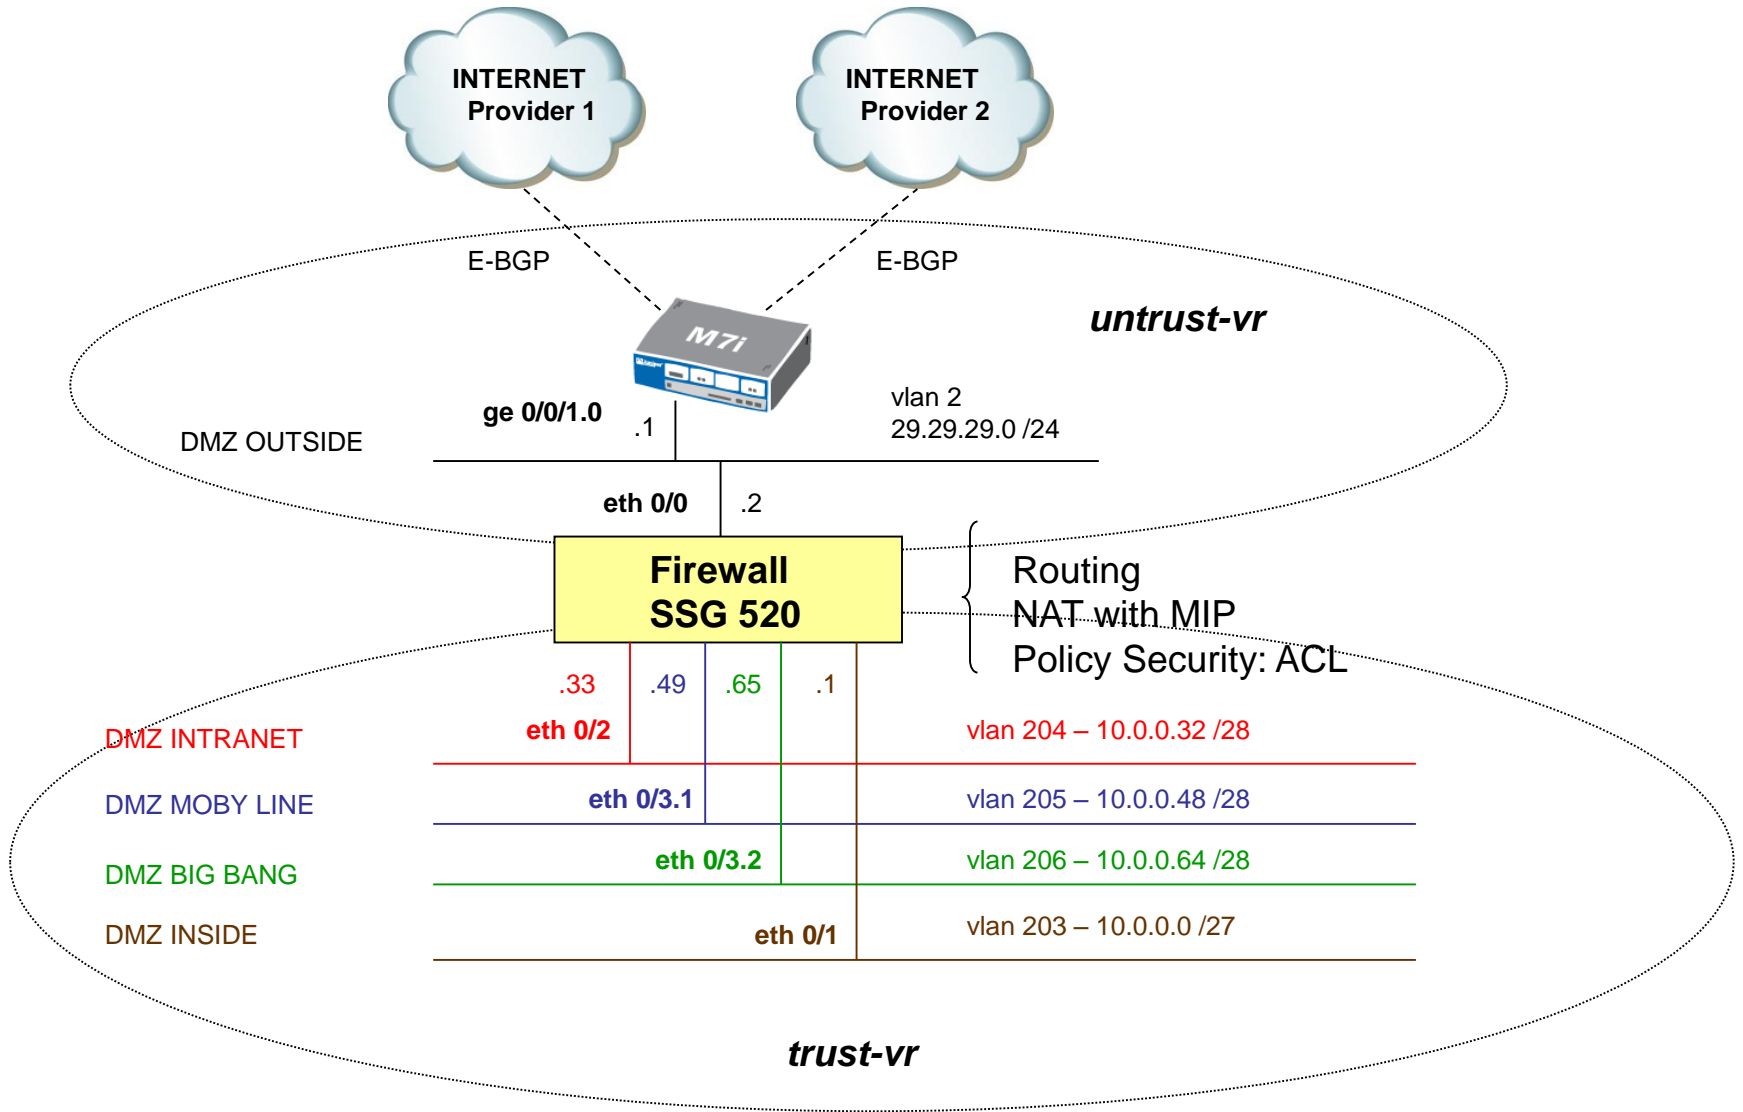 INTERNET
Provider 1
INTERNET
Provider 2
E-BGP
E-BGP
untrust-vr
M7i
ge 0/0/1.0
.1
vlan 2
29.29.29.0 /24
DMZ OUTSIDE
eth 0/0
.2
Firewall
SSG 520
Routing
NAT with MIP
Policy Security: ACL
.33
.49
.65
.1
DMZ INTRANET
eth 0/2
vlan 204 – 10.0.0.32 /28
DMZ MOBY LINE
eth 0/3.1
vlan 205 – 10.0.0.48 /28
DMZ BIG BANG
eth 0/3.2
vlan 206 – 10.0.0.64 /28
DMZ INSIDE
eth 0/1
vlan 203 – 10.0.0.0 /27
trust-vr